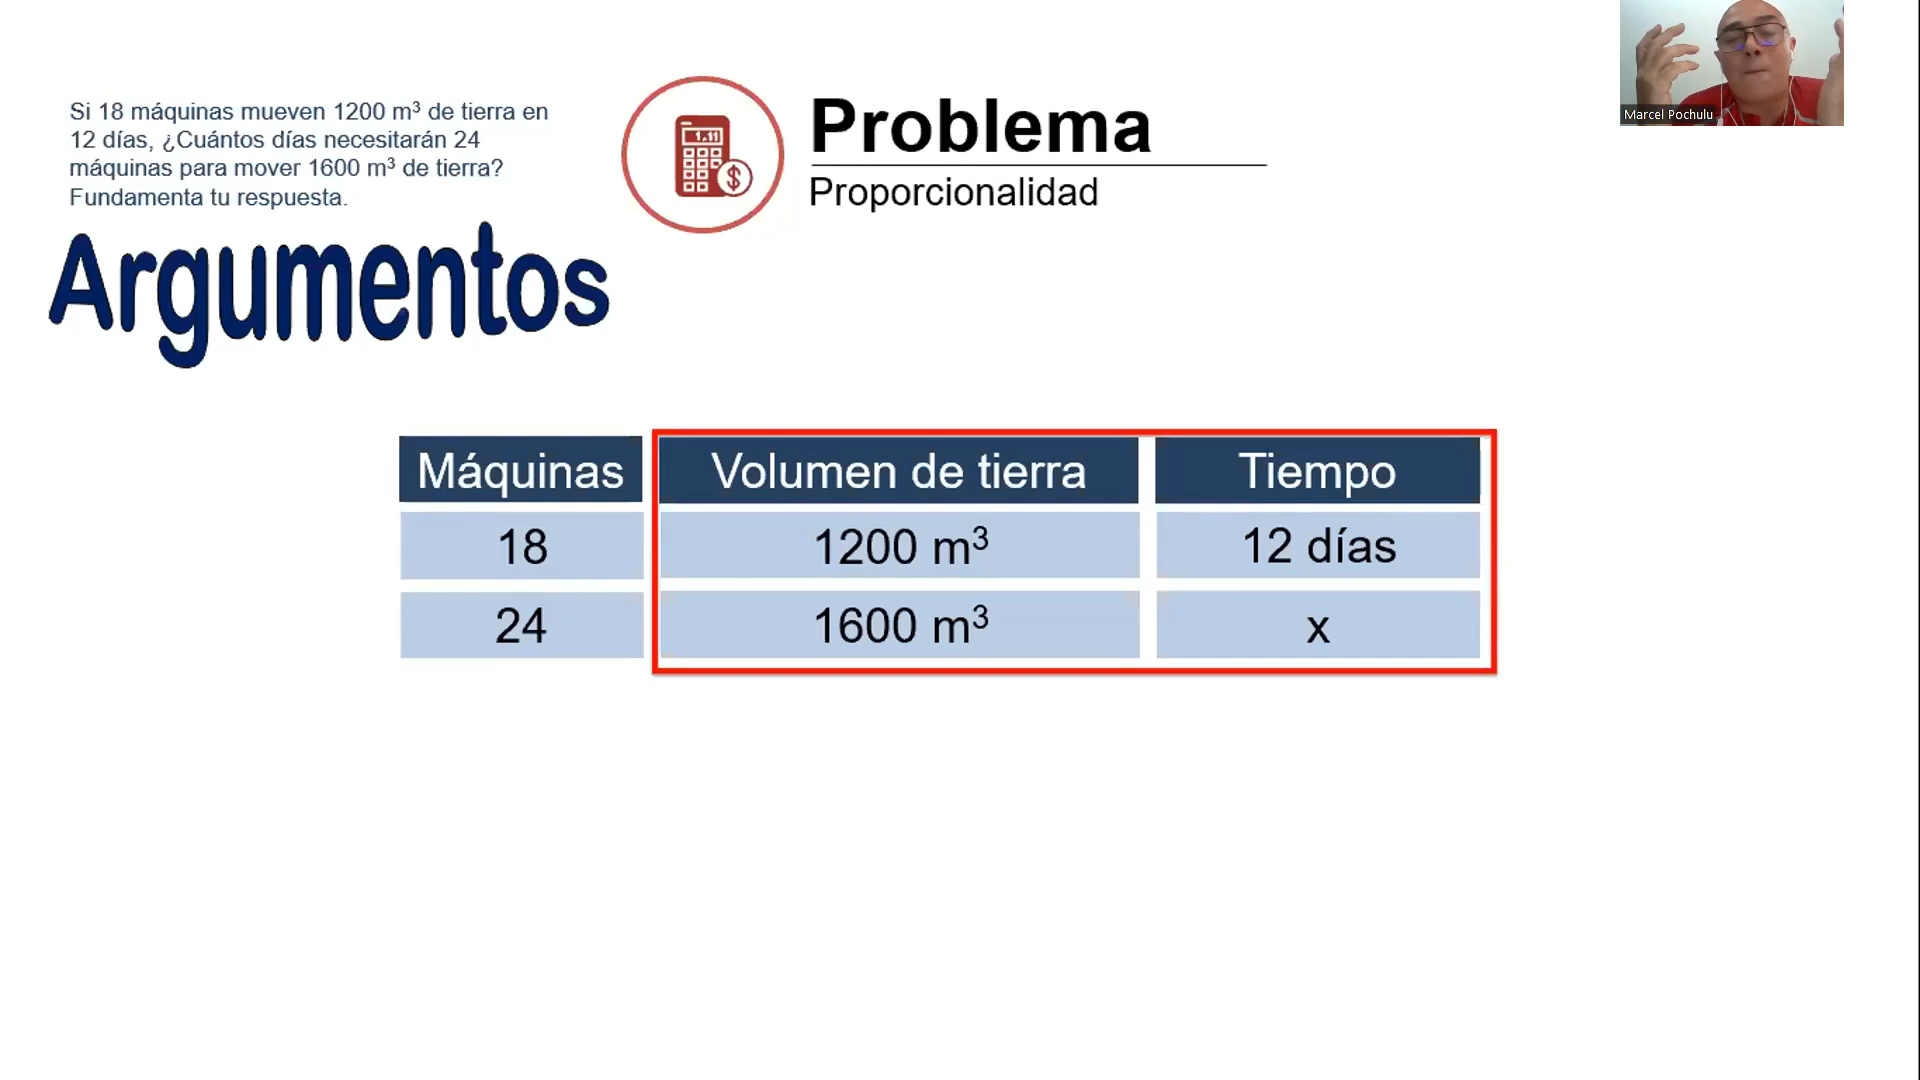 Si 18 máquinas mueven 1200 m³ de tierra en
12 días, ¿Cuántos días necesitarán 24
máquinas para mover 1600 m³ de tierra?
Fundamenta tu respuesta.
Argumentos
1.11
$
Problema
Proporcionalidad
Marcel Pochulu
Máquinas Volumen de tierra Tiempo
18 1200 m³ 12 días
24 1600 m³ x